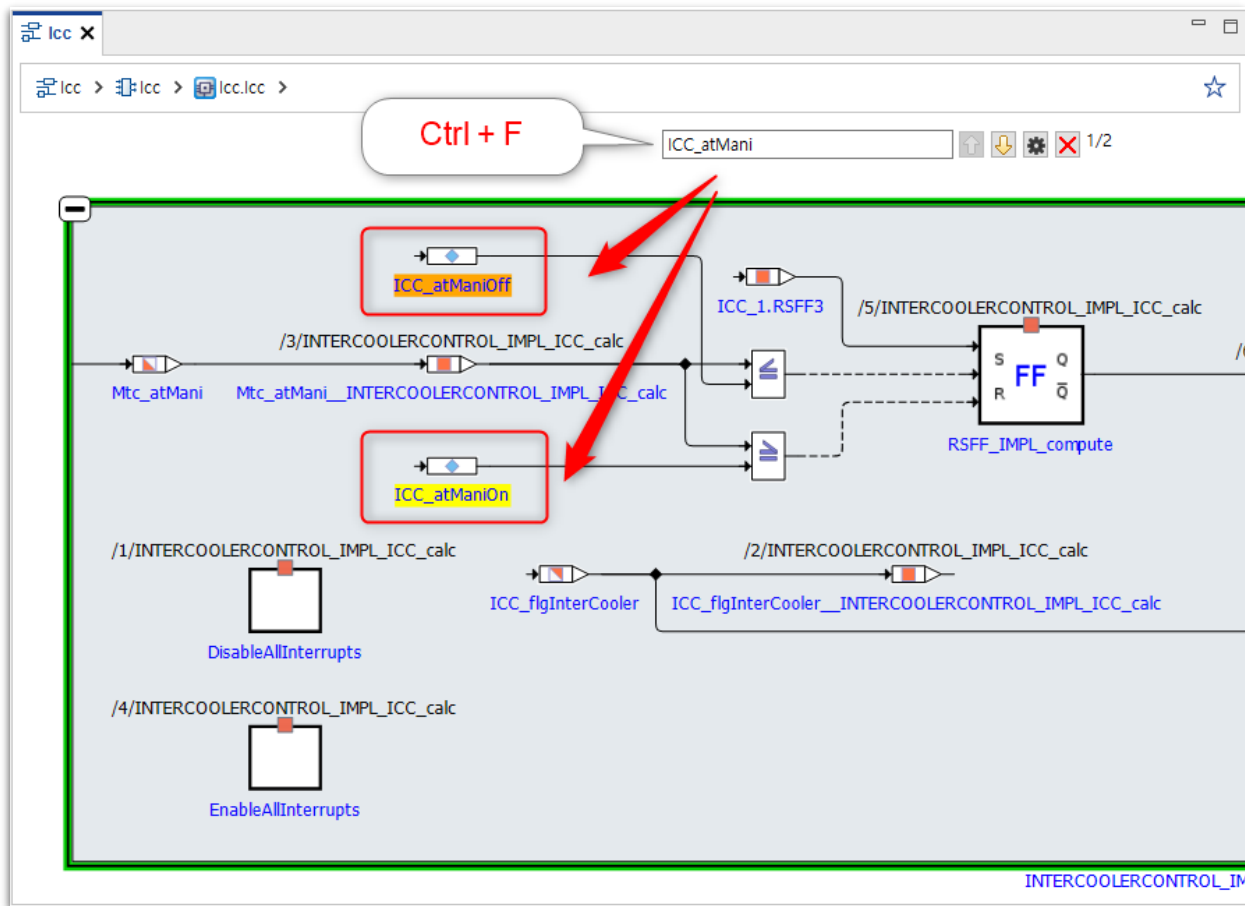 Icc
Icc > Icc > Icc.Icc >
Ctrl + F
ICC_atMani
1/2
ICC_atManiOff
ICC_1.RSFF3
/5/INTERCOOLERCONTROL_IMPL_ICC_calc
/3/INTERCOOLERCONTROL_IMPL_ICC_calc
S Q
FF
R Q̅
Mtc_atMani
Mtc_atMani__INTERCOOLERCONTROL_IMPL_ICC_calc
RSFF_IMPL_compute
ICC_atManiOn
/1/INTERCOOLERCONTROL_IMPL_ICC_calc
/2/INTERCOOLERCONTROL_IMPL_ICC_calc
ICC_flgInterCooler
ICC_flgInterCooler__INTERCOOLERCONTROL_IMPL_ICC_calc
DisableAllInterrupts
/4/INTERCOOLERCONTROL_IMPL_ICC_calc
EnableAllInterrupts
INTERCOOLERCONTROL_IM